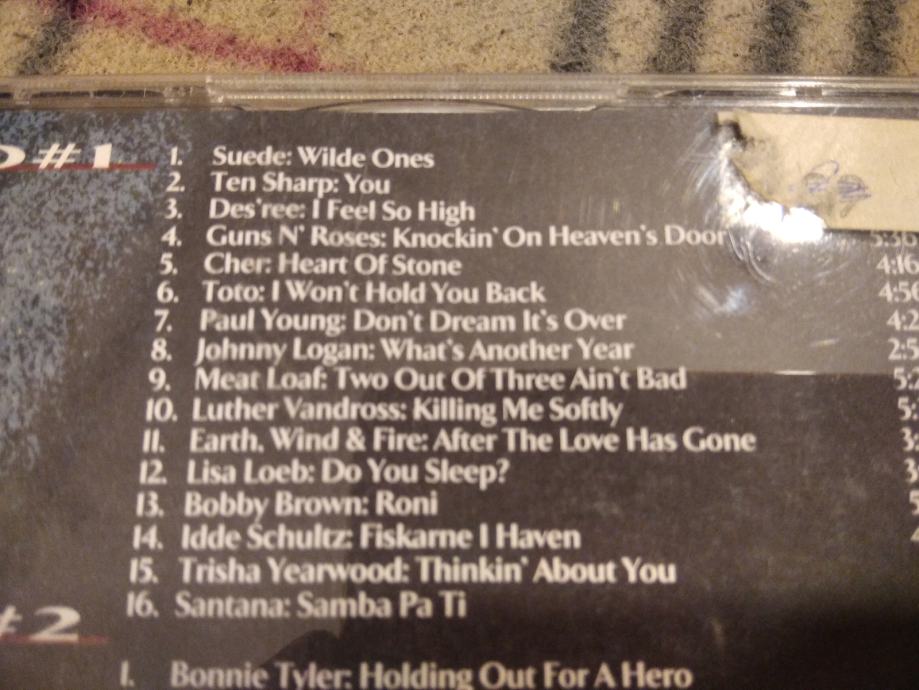 #1
1. Suede: Wilde Ones
2. Ten Sharp: You
3. Des'ree: I Feel So High
4. Guns N' Roses: Knockin' On Heaven's Door
5. Cher: Heart Of Stone 4:16
6. Toto: I Won't Hold You Back
7. Paul Young: Don't Dream It's Over
8. Johnny Logan: What's Another Year
9. Meat Loaf: Two Out Of Three Ain't Bad
10. Luther Vandross: Killing Me Softly
11. Earth, Wind & Fire: After The Love Has Gone
12. Lisa Loeb: Do You Sleep?
13. Bobby Brown: Roni
14. Idde Schultz: Fiskarne I Haven
15. Trisha Yearwood: Thinkin' About You
16. Santana: Samba Pa Ti
#2
1. Bonnie Tyler: Holding Out For A Hero